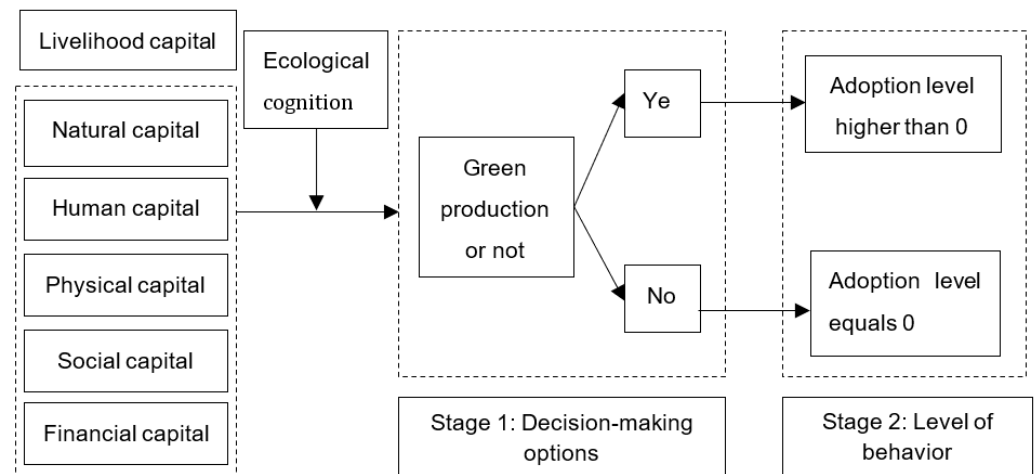 Livelihood capital
Natural capital
Human capital
Physical capital
Social capital
Financial capital
Ecological
cognition
Green
production
or not
Ye
No
Stage 1: Decision-making
options
Adoption level
higher than 0
Adoption level
equals 0
Stage 2: Level of
behavior